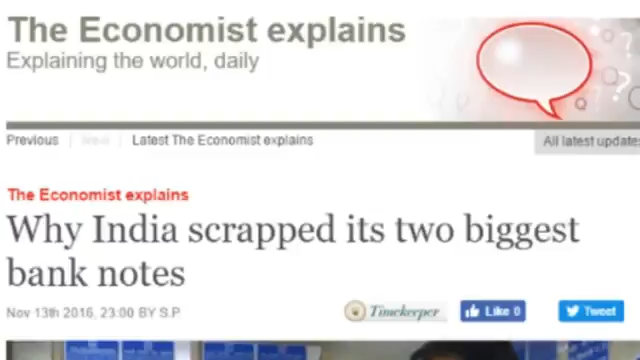 The Economist explains
Explaining the world, daily
Previous Next Latest The Economist explains
All latest updates
The Economist explains
Why India scrapped its two biggest
bank notes
Nov 13th 2016, 23:00 BY S.P.
Timekeeper
Like 0
Tweet